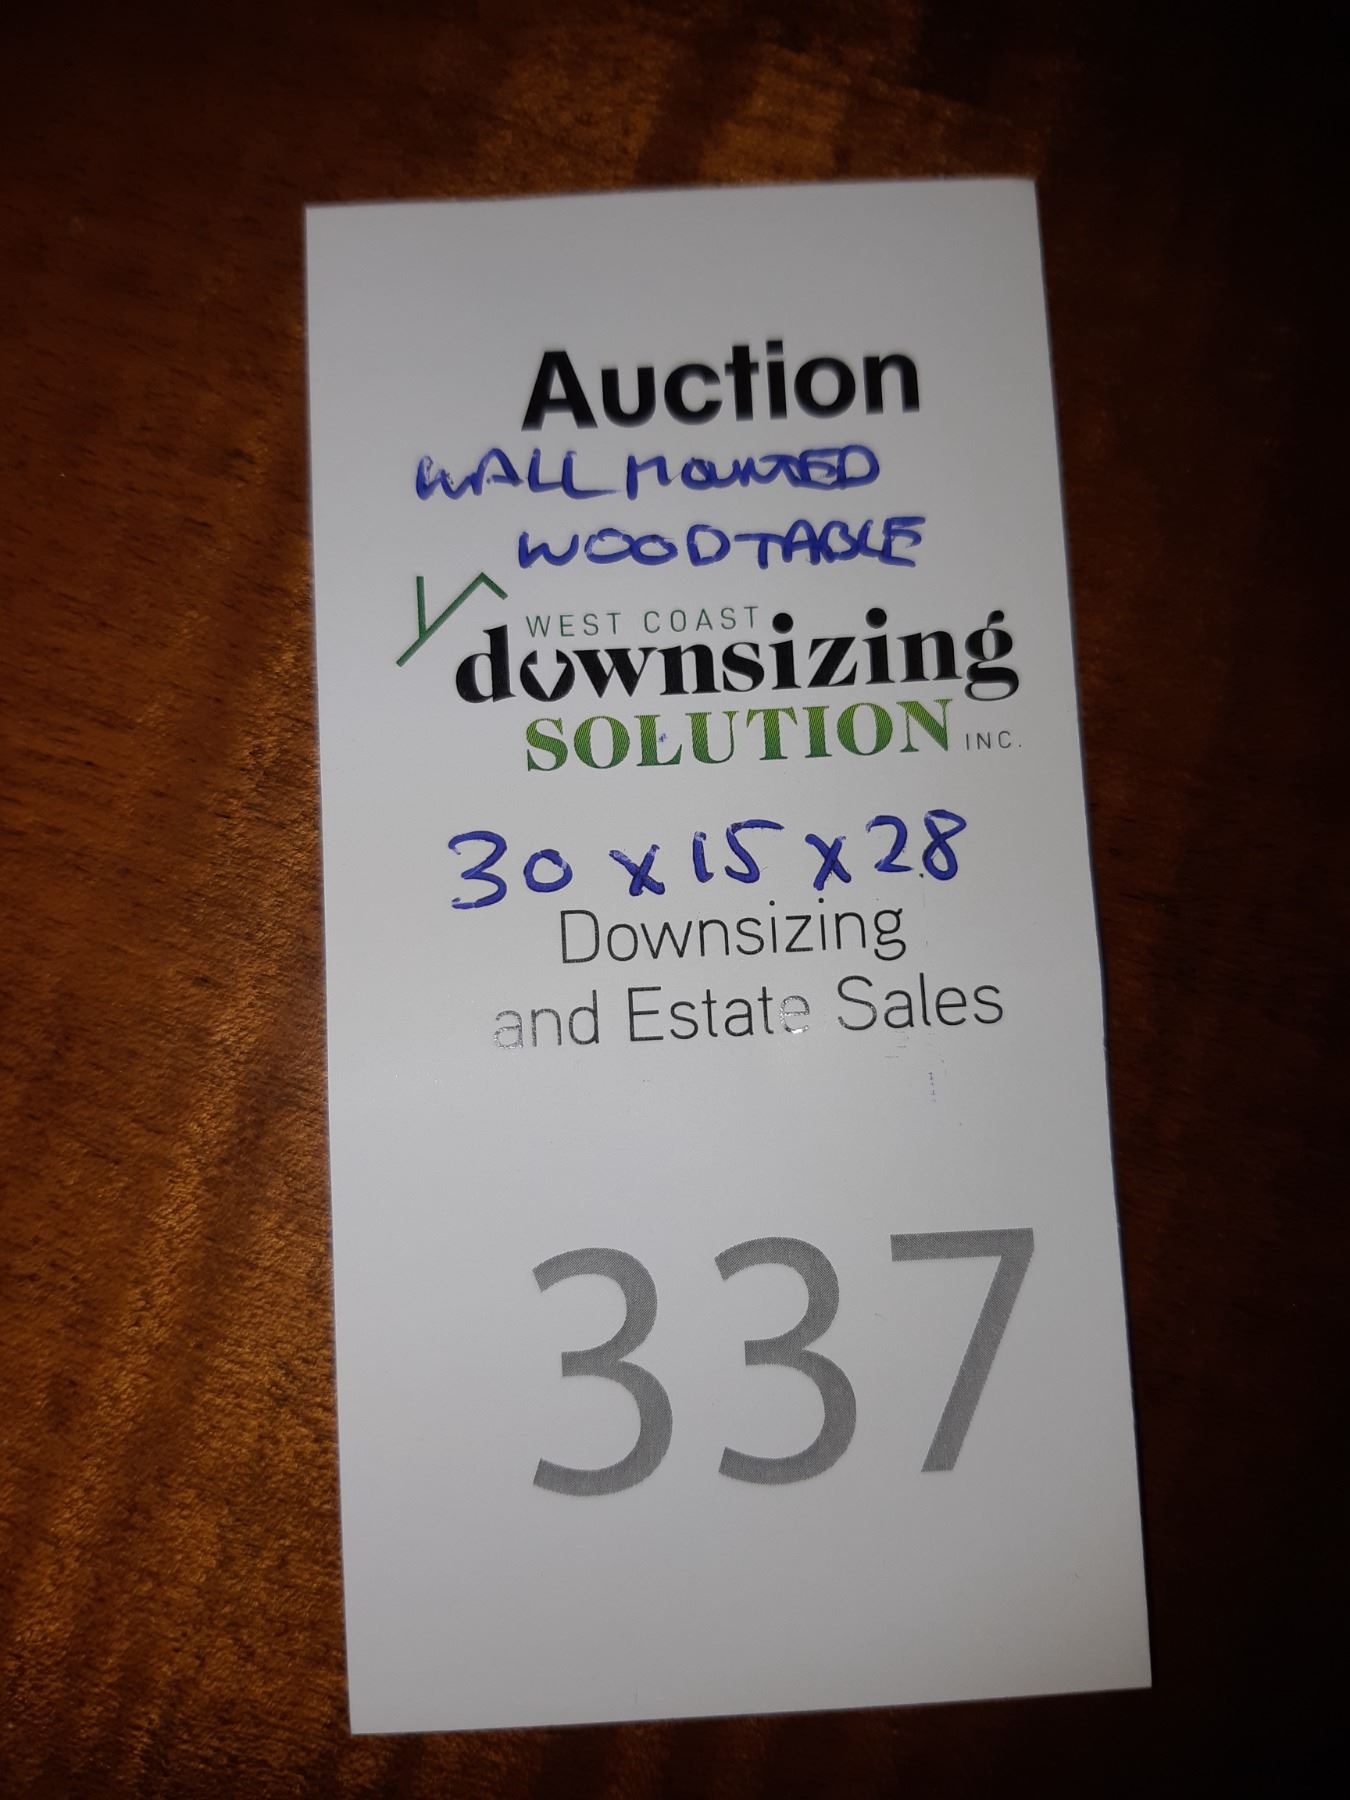 Auction
WALL MOUNTED
WOOD TABLE
WEST COAST
downsizing
SOLUTION INC.
30 x 15 x 28
Downsizing
and Estate Sales
337